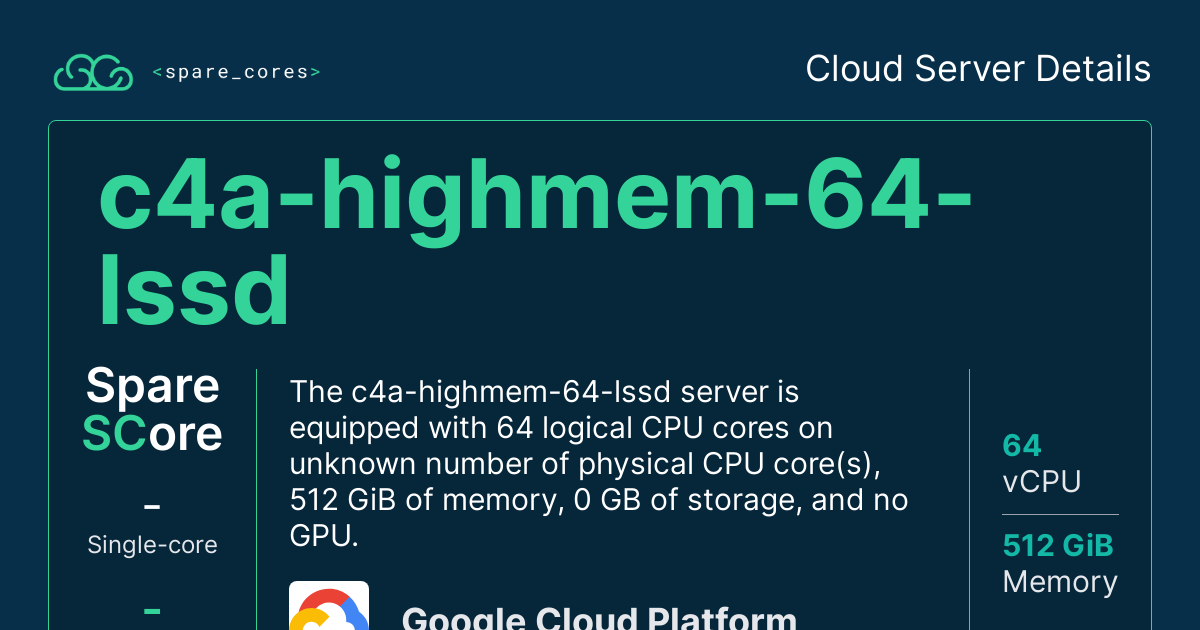 <spare_cores>
Cloud Server Details
c4a-highmem-64-
lssd
Spare
SCore
-
Single-core
-
The c4a-highmem-64-lssd server is
equipped with 64 logical CPU cores on
unknown number of physical CPU core(s),
512 GiB of memory, 0 GB of storage, and no
GPU.
Google Cloud Platform
64
vCPU
512 GiB
Memory